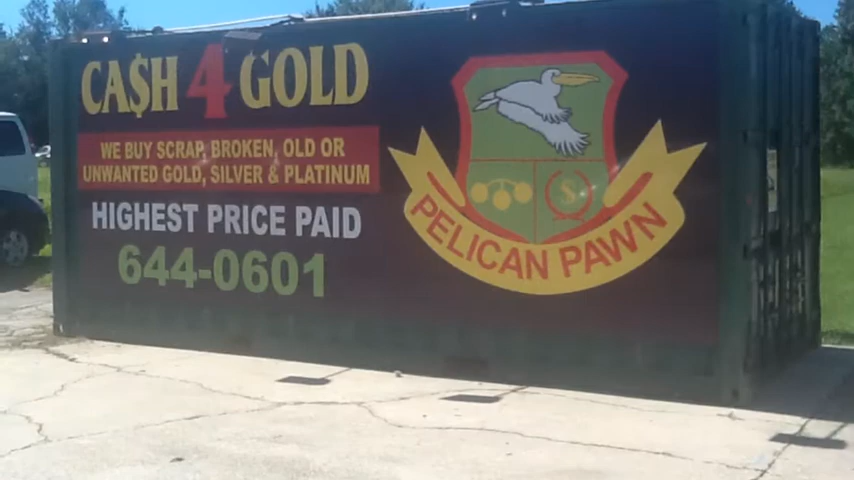 CA$H 4 GOLD
WE BUY SCRAP, BROKEN, OLD OR
UNWANTED GOLD, SILVER & PLATINUM
HIGHEST PRICE PAID
644-0601
$
PELICAN PAWN